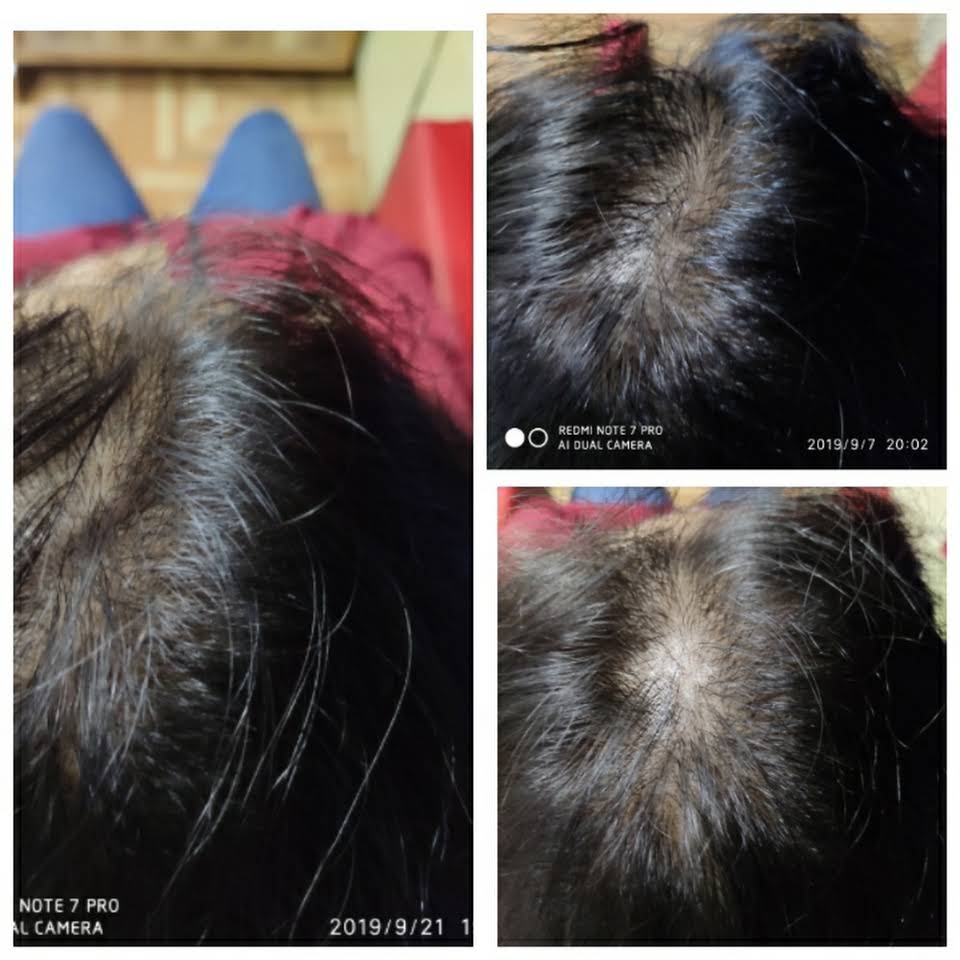 NOTE 7 PRO
AL CAMERA
2019/9/21 1
REDMI NOTE 7 PRO
AI DUAL CAMERA
2019/9/7 20:02